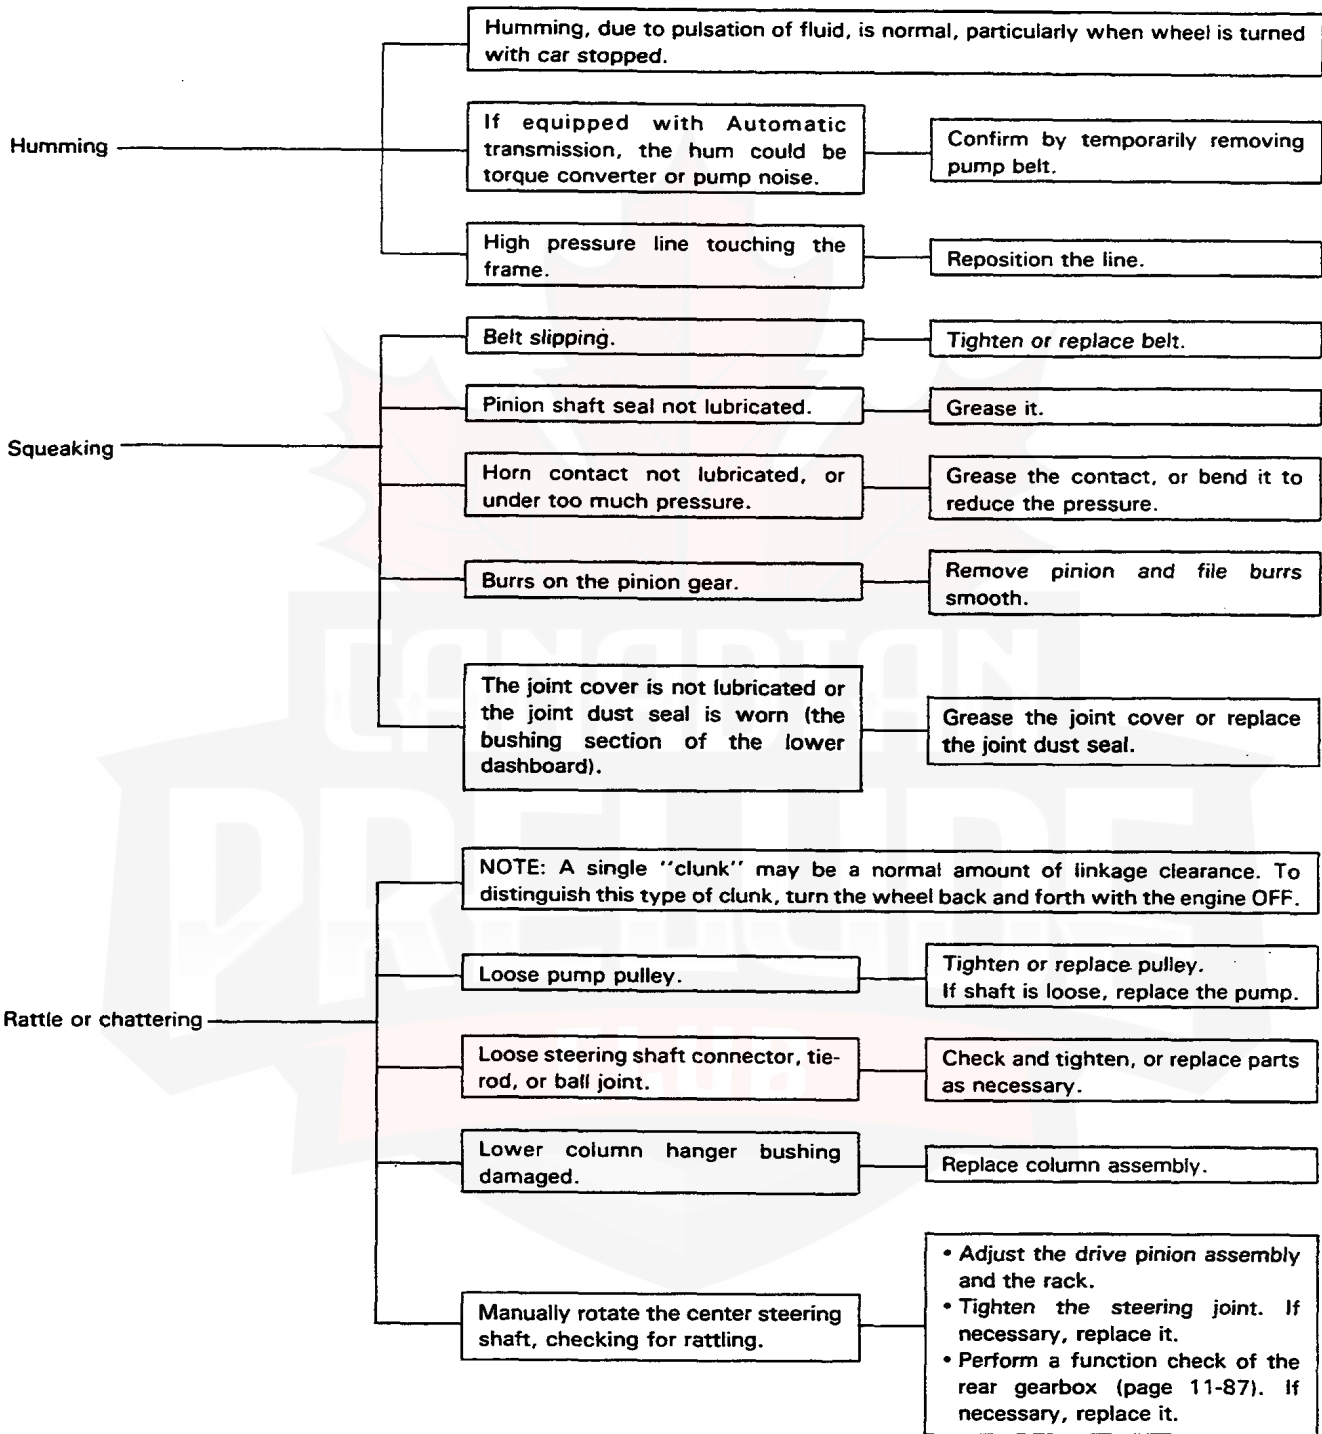 Humming, due to pulsation of fluid, is normal, particularly when wheel is turned
with car stopped.
Humming
If equipped with Automatic
transmission, the hum could be
torque converter or pump noise.
Confirm by temporarily removing
pump belt.
High pressure line touching the
frame.
Reposition the line.
Squeaking
Belt slipping.
Tighten or replace belt.
Pinion shaft seal not lubricated.
Grease it.
Horn contact not lubricated, or
under too much pressure.
Grease the contact, or bend it to
reduce the pressure.
Burrs on the pinion gear.
Remove pinion and file burrs
smooth.
The joint cover is not lubricated or
the joint dust seal is worn (the
bushing section of the lower
dashboard).
Grease the joint cover or replace
the joint dust seal.
Rattle or chattering
NOTE: A single "clunk" may be a normal amount of linkage clearance. To
distinguish this type of clunk, turn the wheel back and forth with the engine OFF.
Loose pump pulley.
Tighten or replace pulley.
If shaft is loose, replace the pump.
Loose steering shaft connector, tie-
rod, or ball joint.
Check and tighten, or replace parts
as necessary.
Lower column hanger bushing
damaged.
Replace column assembly.
Manually rotate the center steering
shaft, checking for rattling.
• Adjust the drive pinion assembly
and the rack.
• Tighten the steering joint. If
necessary, replace it.
• Perform a function check of the
rear gearbox (page 11-87). If
necessary, replace it.
CANADIAN
PRELUDE
CLUB